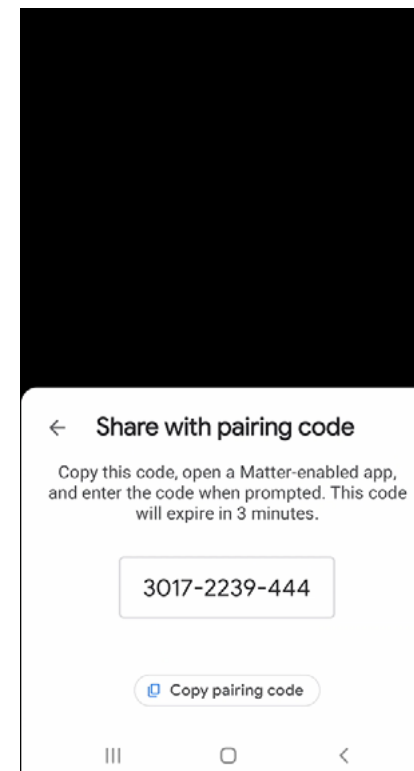 Share with pairing code
Copy this code, open a Matter-enabled app,
and enter the code when prompted. This code
will expire in 3 minutes.
3017-2239-444
Copy pairing code